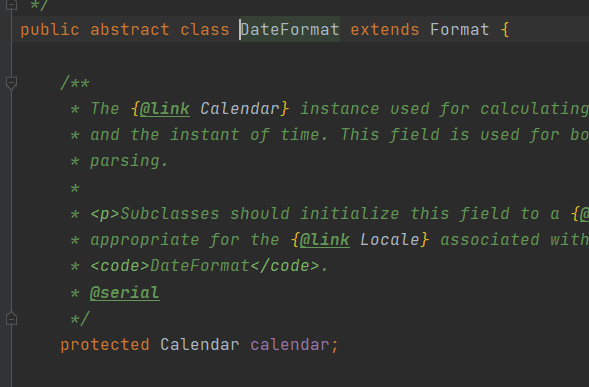 */
public abstract class DateFormat extends Format {
/**
* The {@link Calendar} instance used for calculating
* and the instant of time. This field is used for bo
* parsing.
*
* <p>Subclasses should initialize this field to a {@
* appropriate for the {@link Locale} associated with
* <code>DateFormat</code>.
* @serial
*/
protected Calendar calendar;